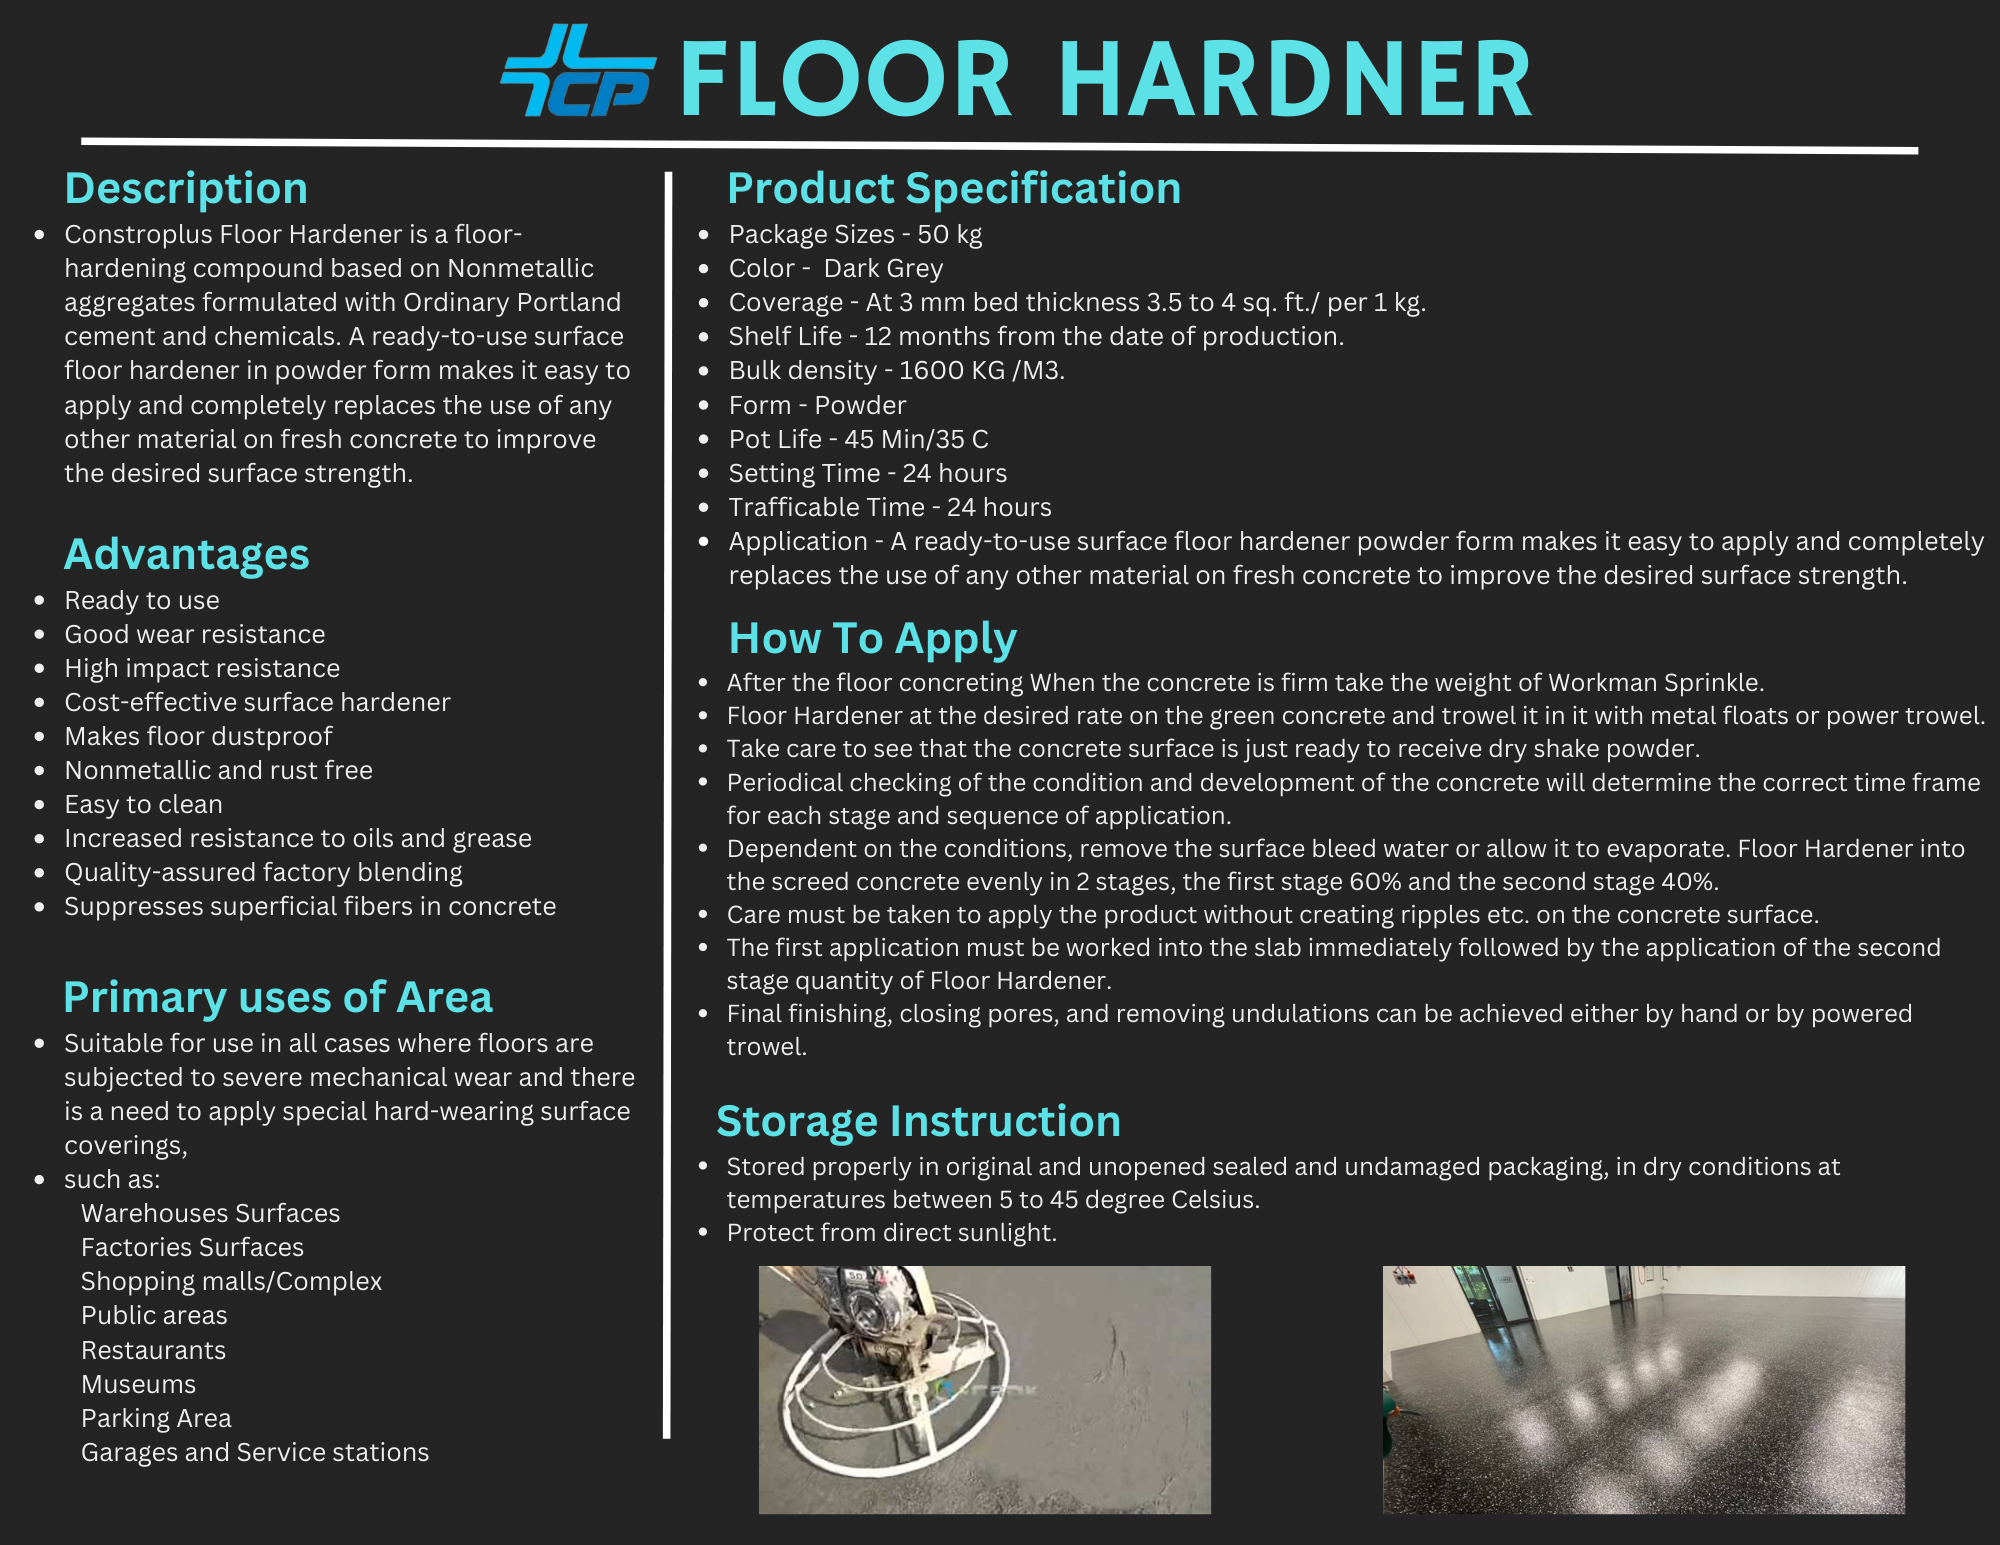 CP FLOOR HARDNER
Description
Constroplus Floor Hardener is a floor-
hardening compound based on Nonmetallic
aggregates formulated with Ordinary Portland
cement and chemicals. A ready-to-use surface
floor hardener in powder form makes it easy to
apply and completely replaces the use of any
other material on fresh concrete to improve
the desired surface strength.
Advantages
Ready to use
Good wear resistance
High impact resistance
Cost-effective surface hardener
Makes floor dustproof
Nonmetallic and rust free
Easy to clean
Increased resistance to oils and grease
Quality-assured factory blending
Suppresses superficial fibers in concrete
Primary uses of Area
Suitable for use in all cases where floors are
subjected to severe mechanical wear and there
is a need to apply special hard-wearing surface
coverings,
such as:
Warehouses Surfaces
Factories Surfaces
Shopping malls/Complex
Public areas
Restaurants
Museums
Parking Area
Garages and Service stations
Product Specification
Package Sizes - 50 kg
Color - Dark Grey
Coverage - At 3 mm bed thickness 3.5 to 4 sq. ft./ per 1 kg.
Shelf Life - 12 months from the date of production.
Bulk density - 1600 KG /M3.
Form - Powder
Pot Life - 45 Min/35 C
Setting Time - 24 hours
Trafficable Time - 24 hours
Application - A ready-to-use surface floor hardener powder form makes it easy to apply and completely
replaces the use of any other material on fresh concrete to improve the desired surface strength.
How To Apply
After the floor concreting When the concrete is firm take the weight of Workman Sprinkle.
Floor Hardener at the desired rate on the green concrete and trowel it in it with metal floats or power trowel.
Take care to see that the concrete surface is just ready to receive dry shake powder.
Periodical checking of the condition and development of the concrete will determine the correct time frame
for each stage and sequence of application.
Dependent on the conditions, remove the surface bleed water or allow it to evaporate. Floor Hardener into
the screed concrete evenly in 2 stages, the first stage 60% and the second stage 40%.
Care must be taken to apply the product without creating ripples etc. on the concrete surface.
The first application must be worked into the slab immediately followed by the application of the second
stage quantity of Floor Hardener.
Final finishing, closing pores, and removing undulations can be achieved either by hand or by powered
trowel.
Storage Instruction
Stored properly in original and unopened sealed and undamaged packaging, in dry conditions at
temperatures between 5 to 45 degree Celsius.
Protect from direct sunlight.
5.0